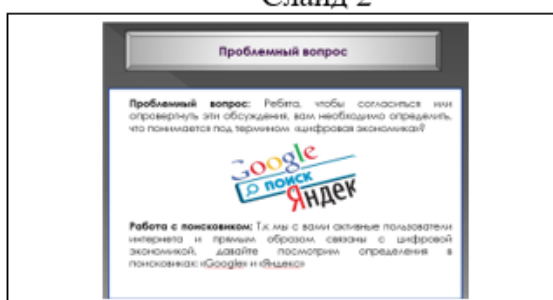 Слайд 2
Проблемный вопрос
Проблемный вопрос: Ребята, чтобы согласиться или
опровергнуть эти обсуждения, вам необходимо определить,
что понимается под термином «цифровая экономика»?
Google
поиск
Яндек
Работа с поисковиком: Т.к мы с вами активные пользователи
интернета и прямым образом связаны с цифровой
экономикой, давайте посмотрим определения в
поисковиках: «Google» и «Яндекс»